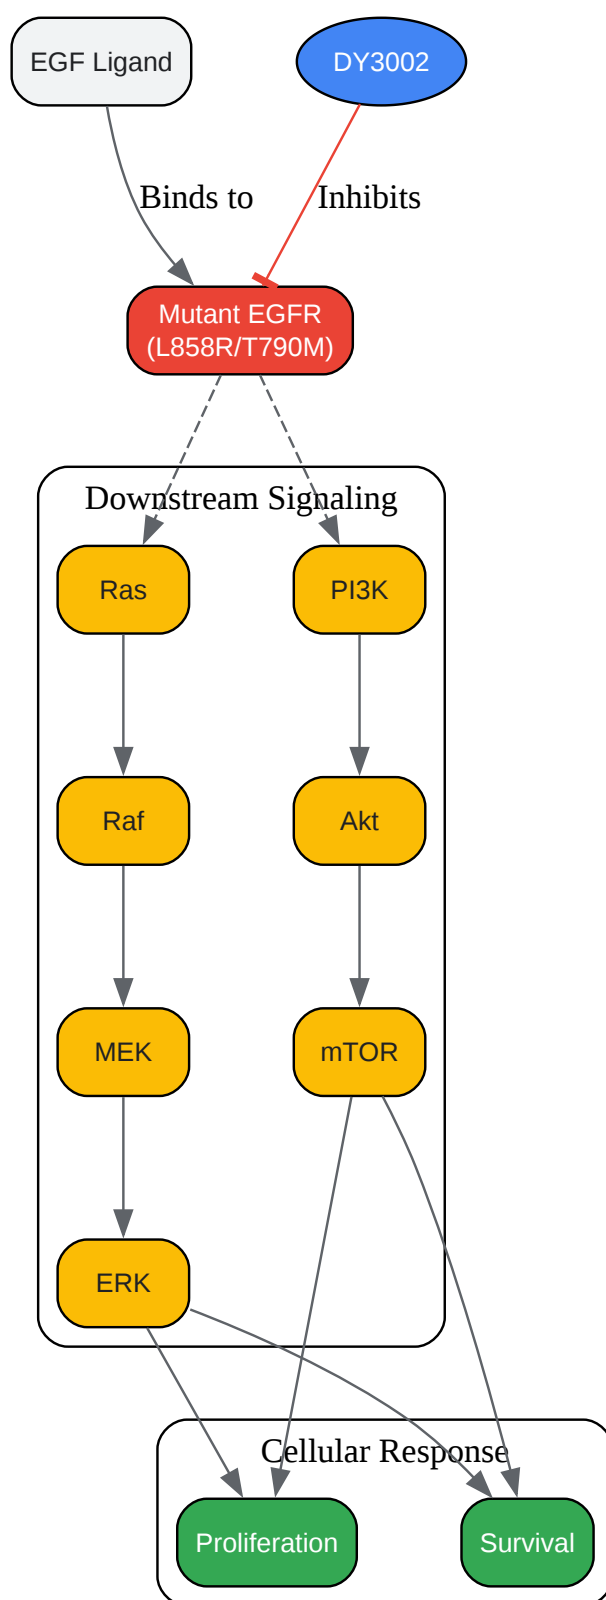 EGF Ligand
DY3002
Binds to
Inhibits
Mutant EGFR
(L858R/T790M)
Downstream Signaling
Ras
PI3K
Raf
Akt
MEK
mTOR
ERK
Cellular Response
Proliferation
Survival